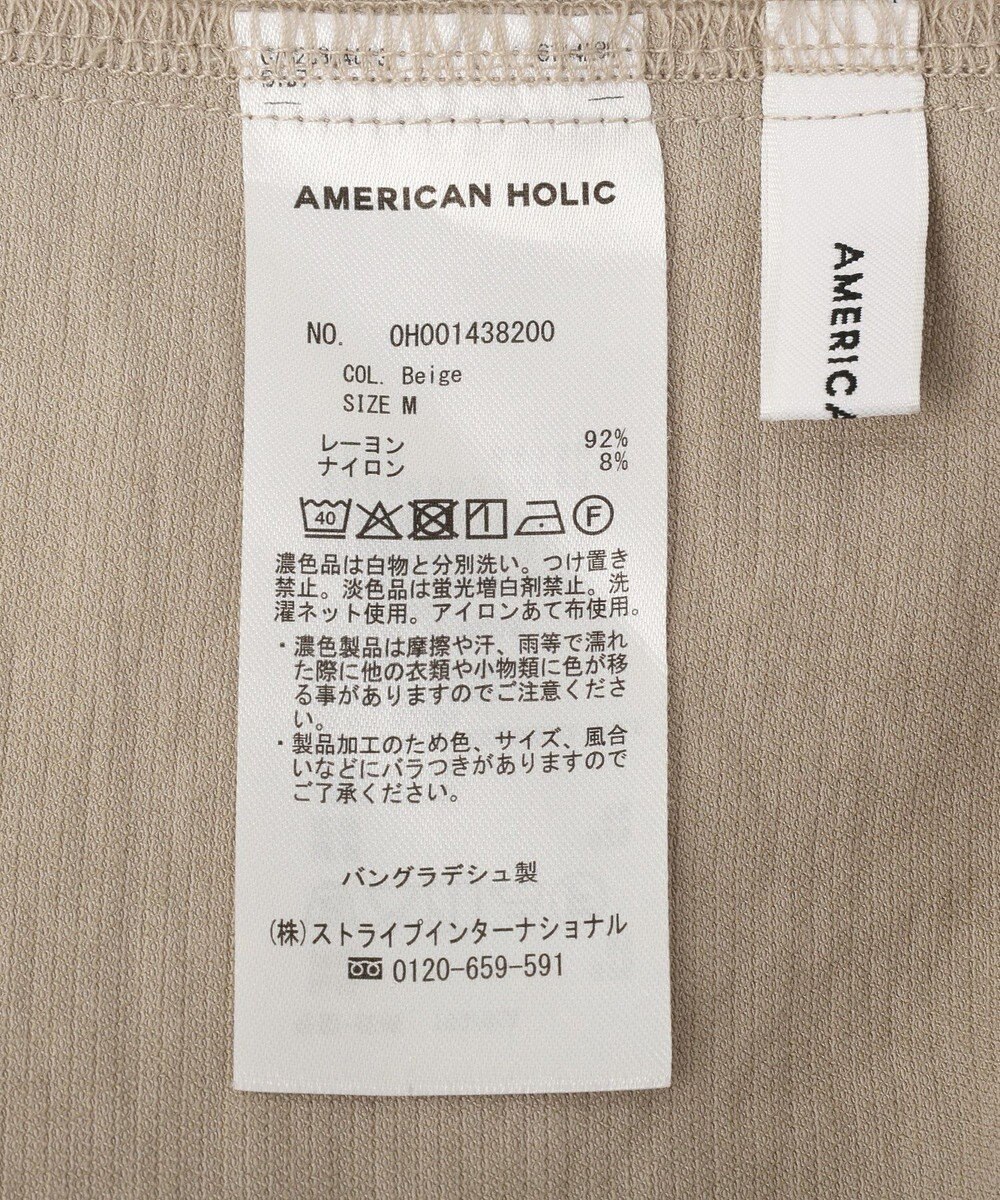 AMERICAN HOLIC
NO. 0H001438200
COL. Beige
SIZE M
レーヨン 92%
ナイロン 8%
40 F
濃色品は白物と分別洗い。つけ置き
禁止。淡色品は蛍光増白剤禁止。洗
濯ネット使用。アイロンあて布使用。
・濃色製品は摩擦や汗、雨等で濡れ
た際に他の衣類や小物類に色が移
る事がありますのでご注意くださ
い。
・製品加工のため色、サイズ、風合
いなどにバラつきがありますので
ご了承ください。
バングラデシュ製
(株)ストライプインターナショナル
0120-659-591
AMERICA